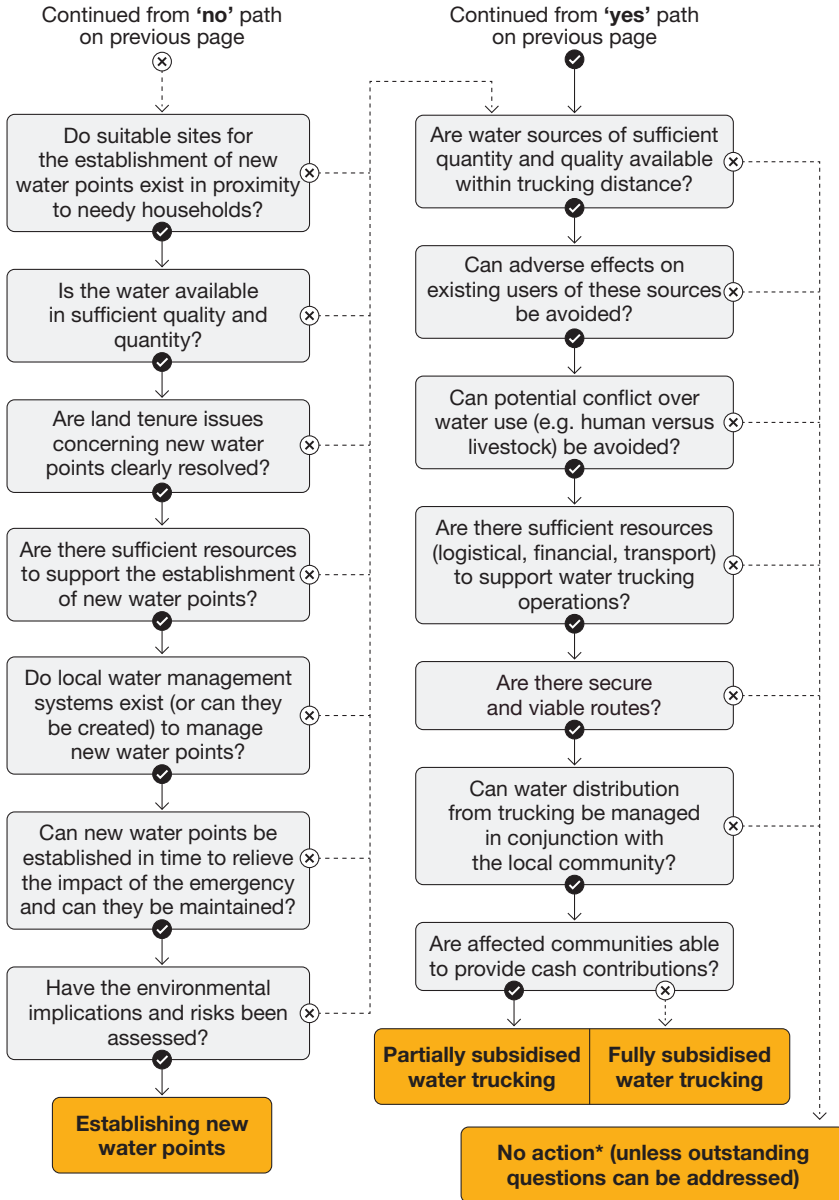 Continued from ‘no’ path
on previous page
Do suitable sites for
the establishment of new
water points exist in proximity
to needy households?
Is the water available
in sufficient quality and
quantity?
Are land tenure issues
concerning new water
points clearly resolved?
Are there sufficient resources
to support the establishment
of new water points?
Do local water management
systems exist (or can they
be created) to manage
new water points?
Can new water points be
established in time to relieve
the impact of the emergency
and can they be maintained?
Have the environmental
implications and risks been
assessed?
Establishing new
water points
Continued from ‘yes’ path
on previous page
Are water sources of sufficient
quantity and quality available
within trucking distance?
Can adverse effects on
existing users of these sources
be avoided?
Can potential conflict over
water use (e.g. human versus
livestock) be avoided?
Are there sufficient resources
(logistical, financial, transport)
to support water trucking
operations?
Are there secure
and viable routes?
Can water distribution
from trucking be managed
in conjunction with
the local community?
Are affected communities able
to provide cash contributions?
Partially subsidised
water trucking
Fully subsidised
water trucking
No action* (unless outstanding
questions can be addressed)